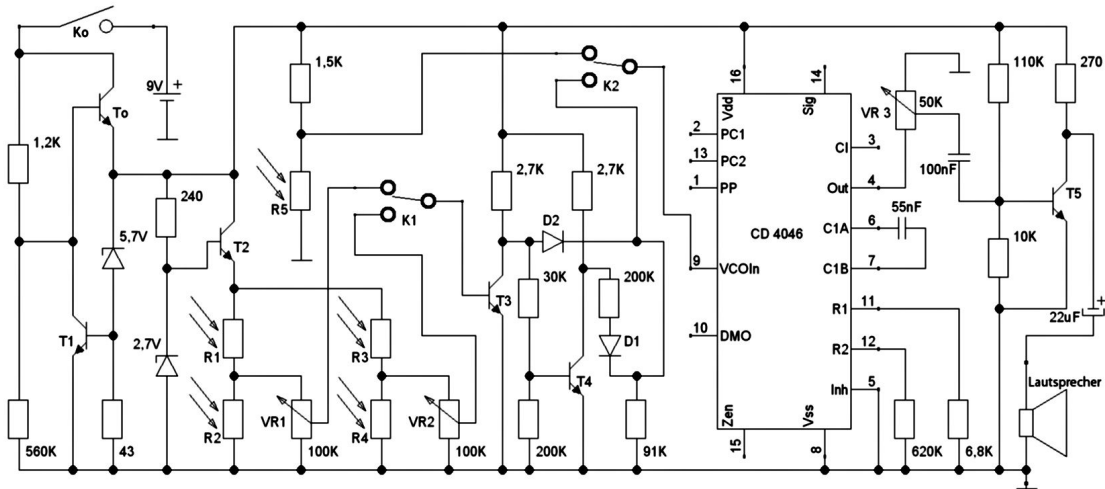 Ko
9V
+
To
1,2K
240
5,7V
T2
2,7V
T1
560K
43
R1
R2
VR1
100K
1,5K
R5
K1
R3
R4
VR2
100K
K2
2,7K
2,7K
D2
T3
30K
200K
D1
T4
200K
91K
16
14
Vdd
Sig
2 PC1
13 PC2
1 PP
CD 4046
9 VCOIn
10 DMO
Zen
15
Vss
8
CI 3
Out 4
C1A 6
C1B 7
R1 11
R2 12
Inh 5
VR 3
50K
100nF
55nF
620K
6,8K
110K
270
T5
10K
22uF
+
Lautsprecher